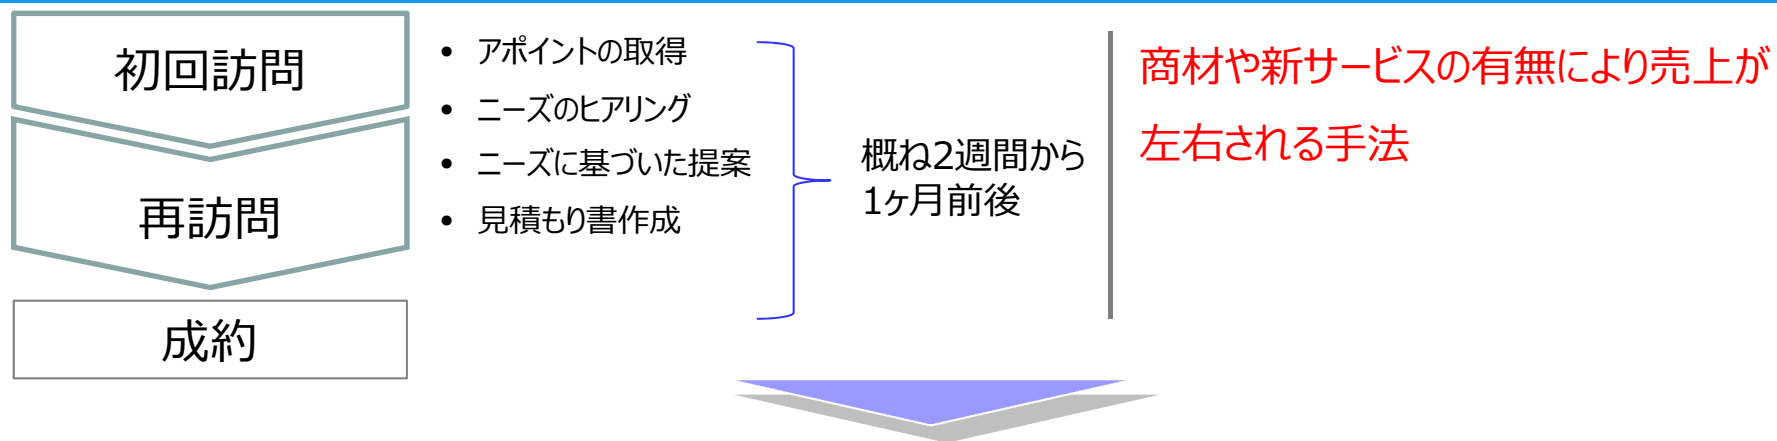 初回訪問
再訪問
成約
• アポイントの取得
• ニーズのヒアリング
• ニーズに基づいた提案
• 見積もり書作成
概ね2週間から
1ヶ月前後
商材や新サービスの有無により売上が
左右される手法